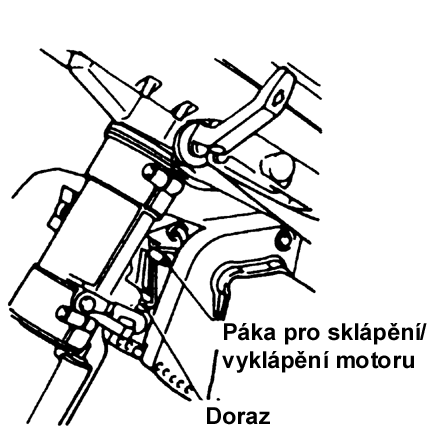 Páka pro sklápění/
vyklápění motoru
Doraz